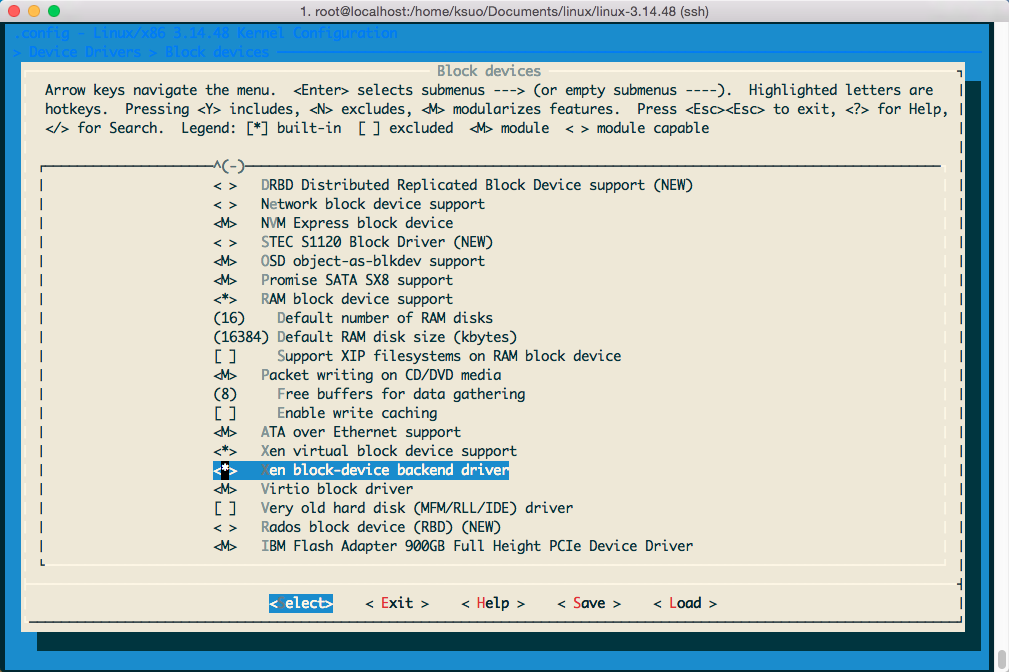 1. root@localhost:/home/ksuo/Documents/linux/linux-3.14.48 (ssh)
.config - Linux/x86 3.14.48 Kernel Configuration
> Device Drivers > Block devices
Block devices
Arrow keys navigate the menu.  <Enter> selects submenus ---> (or empty submenus ----).  Highlighted letters are
hotkeys.  Pressing <Y> includes, <N> excludes, <M> modularizes features.  Press <Esc><Esc> to exit, <?> for Help,
</> for Search.  Legend: [*] built-in  [ ] excluded  <M> module  < > module capable
^(-)
< >   DRBD Distributed Replicated Block Device support (NEW)
< >   Network block device support
<M>   NVM Express block device
< >   STEC S1120 Block Driver (NEW)
<M>   OSD object-as-blkdev support
<M>   Promise SATA SX8 support
<*>   RAM block device support
(16)    Default number of RAM disks
(16384) Default RAM disk size (kbytes)
[ ]     Support XIP filesystems on RAM block device
<M>   Packet writing on CD/DVD media
(8)     Free buffers for data gathering
[ ]     Enable write caching
<M>   ATA over Ethernet support
<*>   Xen virtual block device support
<*>   Xen block-device backend driver
<M>   Virtio block driver
[ ]   Very old hard disk (MFM/RLL/IDE) driver
< >   Rados block device (RBD) (NEW)
<M>   IBM Flash Adapter 900GB Full Height PCIe Device Driver
<Select>    < Exit >    < Help >    < Save >    < Load >